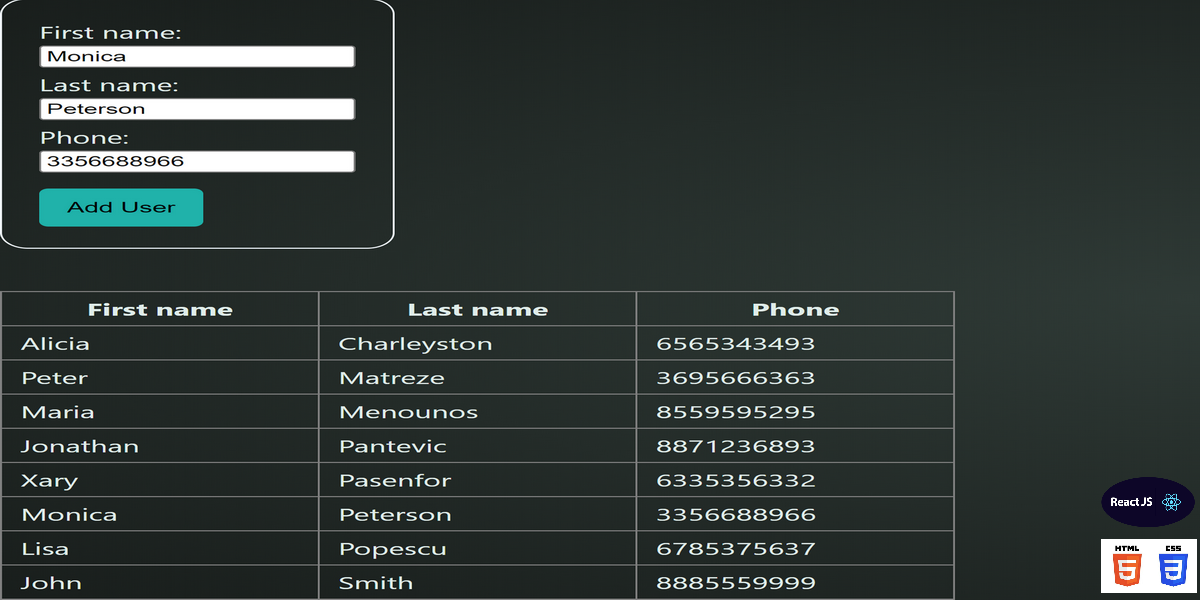 First name:
Monica
Last name:
Peterson
Phone:
3356688966
Add User
First name Last name Phone
Alicia Charleyston 6565343493
Peter Matreze 3695666363
Maria Menounos 8559595295
Jonathan Pantevic 8871236893
Xary Pasenfor 6335356332
Monica Peterson 3356688966
Lisa Popescu 6785375637
John Smith 8885559999
React JS
HTML CSS
5 3